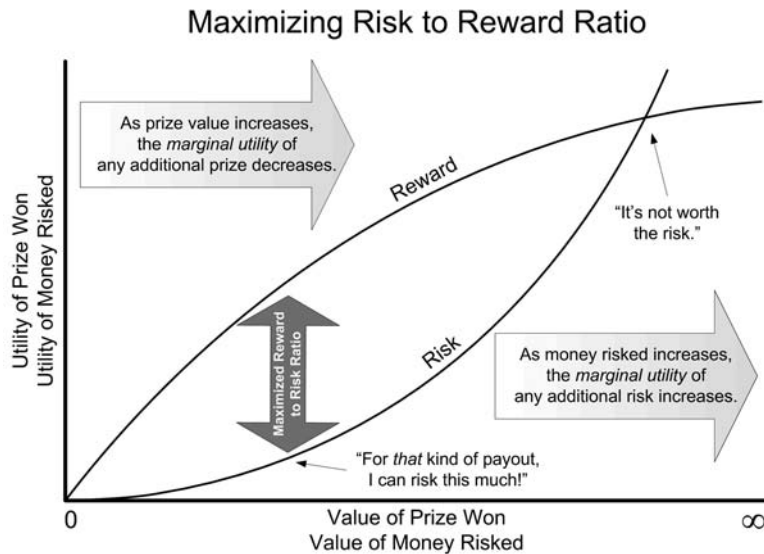 Maximizing Risk to Reward Ratio
As prize value increases,
the marginal utility of
any additional prize decreases.
Reward
"It's not worth
the risk."
Utility of Prize Won
Utility of Money Risked
Maximized Reward
to Risk Ratio
Risk
As money risked increases,
the marginal utility of
any additional risk increases.
"For that kind of payout,
I can risk this much!"
0
∞
Value of Prize Won
Value of Money Risked